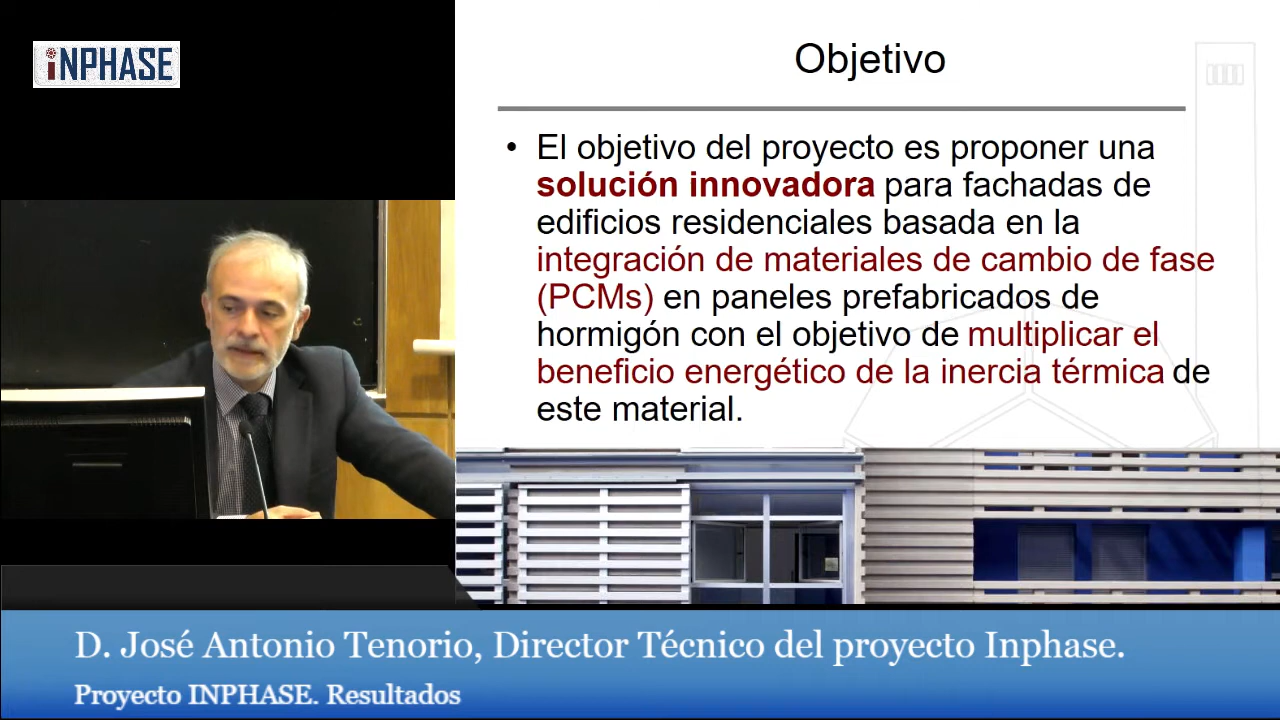 iNPHASE
Objetivo
• El objetivo del proyecto es proponer una
solución innovadora para fachadas de
edificios residenciales basada en la
integración de materiales de cambio de fase
(PCMs) en paneles prefabricados de
hormigón con el objetivo de multiplicar el
beneficio energético de la inercia térmica de
este material.
D. José Antonio Tenorio, Director Técnico del proyecto Inphase.
Proyecto INPHASE. Resultados